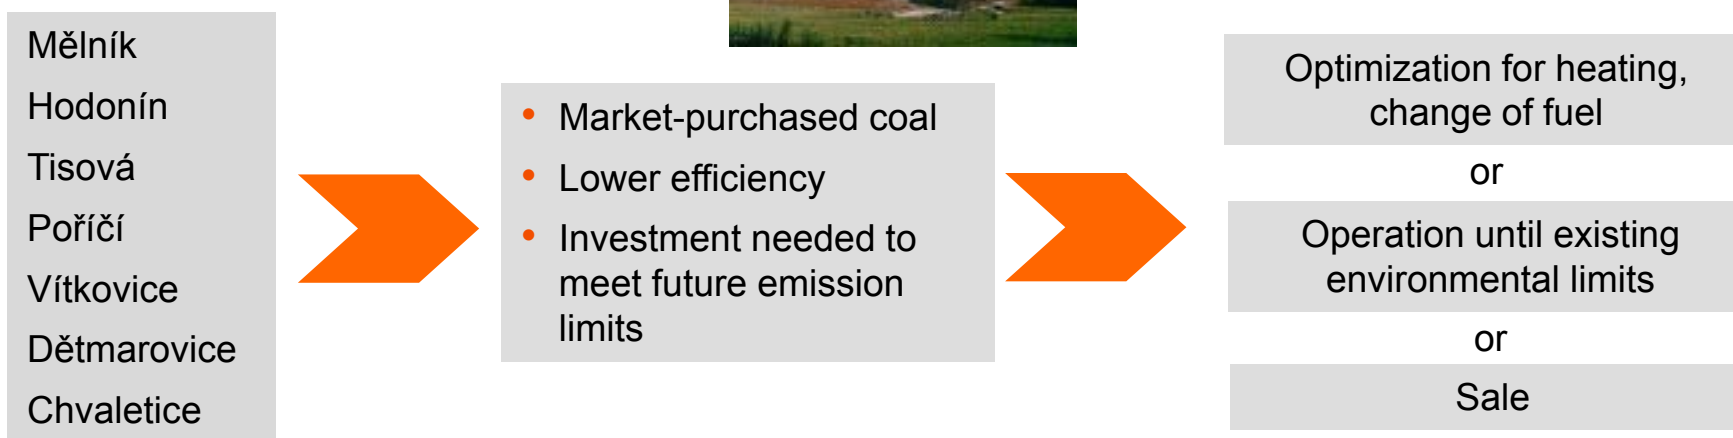 Mělník
Hodonín
Tisová
Poříčí
Vítkovice
Dětmarovice
Chvaletice
• Market-purchased coal
• Lower efficiency
• Investment needed to
meet future emission
limits
Optimization for heating,
change of fuel
or
Operation until existing
environmental limits
or
Sale